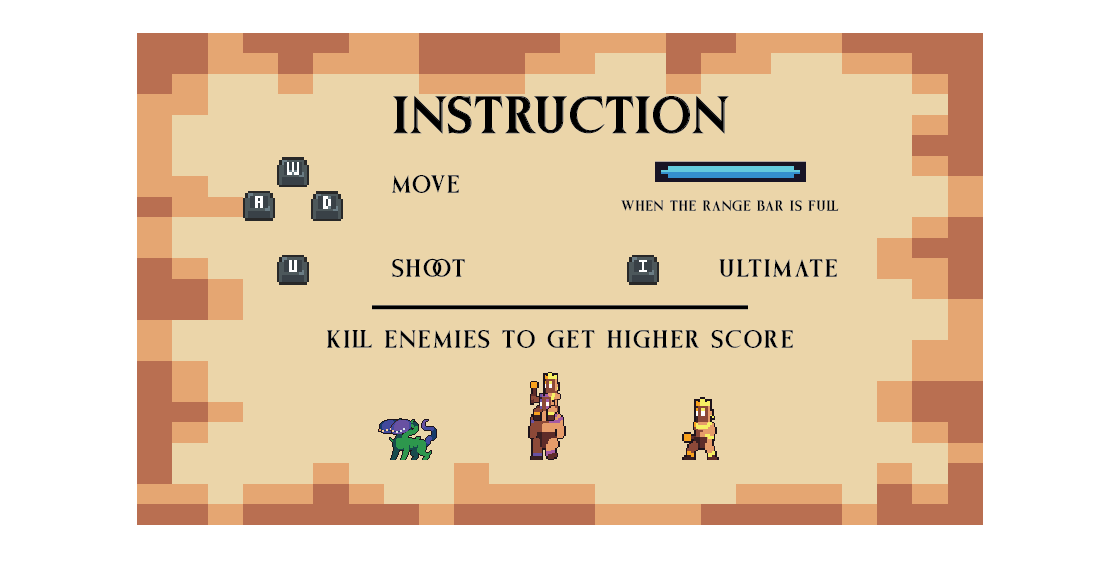 INSTRUCTION
W
A D
MOVE
WHEN THE RANGE BAR IS FULL
U
SHOOT
I
ULTIMATE
KILL ENEMIES TO GET HIGHER SCORE